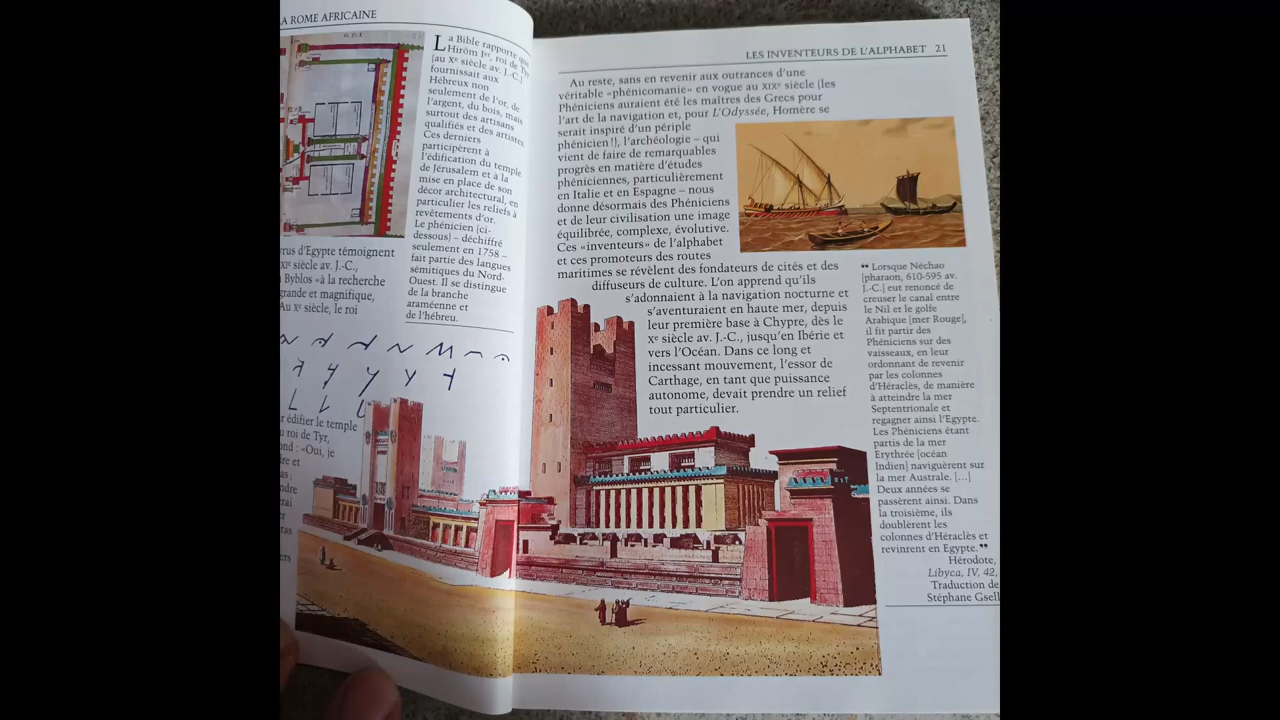 LA ROME AFRICAINE
La Bible rapporte que
Hirôm Iᵉʳ, roi de Tyr
(au Xᵉ siècle av. J.-C.)
fournissait aux
Hébreux non
seulement de l'or, de
l'argent, du bois, mais
surtout des artisans
qualifiés et des artistes.
Ces derniers
participèrent à
l'édification du temple
de Jérusalem et à la
mise en place de son
décor architectural, en
particulier les reliefs à
revêtements d'or.
Le phénicien (ci-
dessous) – déchiffré
seulement en 1758 –
fait partie des langues
sémitiques du Nord-
Ouest. Il se distingue
de la branche
araméenne et
de l'hébreu.
d'Egypte témoignent
XIᵉ siècle av. J.-C.,
Byblos «à la recherche
grande et magnifique,
Au Xᵉ siècle, le roi
édifier le temple
roi de Tyr,
«Oui, je
et
LES INVENTEURS DE L'ALPHABET 21
Au reste, sans en revenir aux outrances d'une
véritable «phénicomanie» en vogue au XIXᵉ siècle (les
Phéniciens auraient été les maîtres des Grecs pour
l'art de la navigation et, pour L'Odyssée, Homère se
serait inspiré d'un périple
phénicien !), l'archéologie – qui
vient de faire de remarquables
progrès en matière d'études
phéniciennes, particulièrement
en Italie et en Espagne – nous
donne désormais des Phéniciens
et de leur civilisation une image
équilibrée, complexe, évolutive.
Ces «inventeurs» de l'alphabet
et ces promoteurs des routes
maritimes se révèlent des fondateurs de cités et des
diffuseurs de culture. L'on apprend qu'ils
s'adonnaient à la navigation nocturne et
s'aventuraient en haute mer, depuis
leur première base à Chypre, dès le
Xᵉ siècle av. J.-C., jusqu'en Ibérie et
vers l'Océan. Dans ce long et
incessant mouvement, l'essor de
Carthage, en tant que puissance
autonome, devait prendre un relief
tout particulier.
❝ Lorsque Néchao
[pharaon, 610-595 av.
J.-C.] eut renoncé de
creuser le canal entre
le Nil et le golfe
Arabique [mer Rouge],
il fit partir des
Phéniciens sur des
vaisseaux, en leur
ordonnant de revenir
par les colonnes
d'Héraclès, de manière
à atteindre la mer
Septentrionale et
regagner ainsi l'Egypte.
Les Phéniciens étant
partis de la mer
Erythrée [océan
Indien] naviguèrent sur
la mer Australe. [...]
Deux années se
passèrent ainsi. Dans
la troisième, ils
doublèrent les
colonnes d'Héraclès et
revinrent en Egypte.❞
Hérodote,
Libyca, IV, 42,
Traduction de
Stéphane Gsell